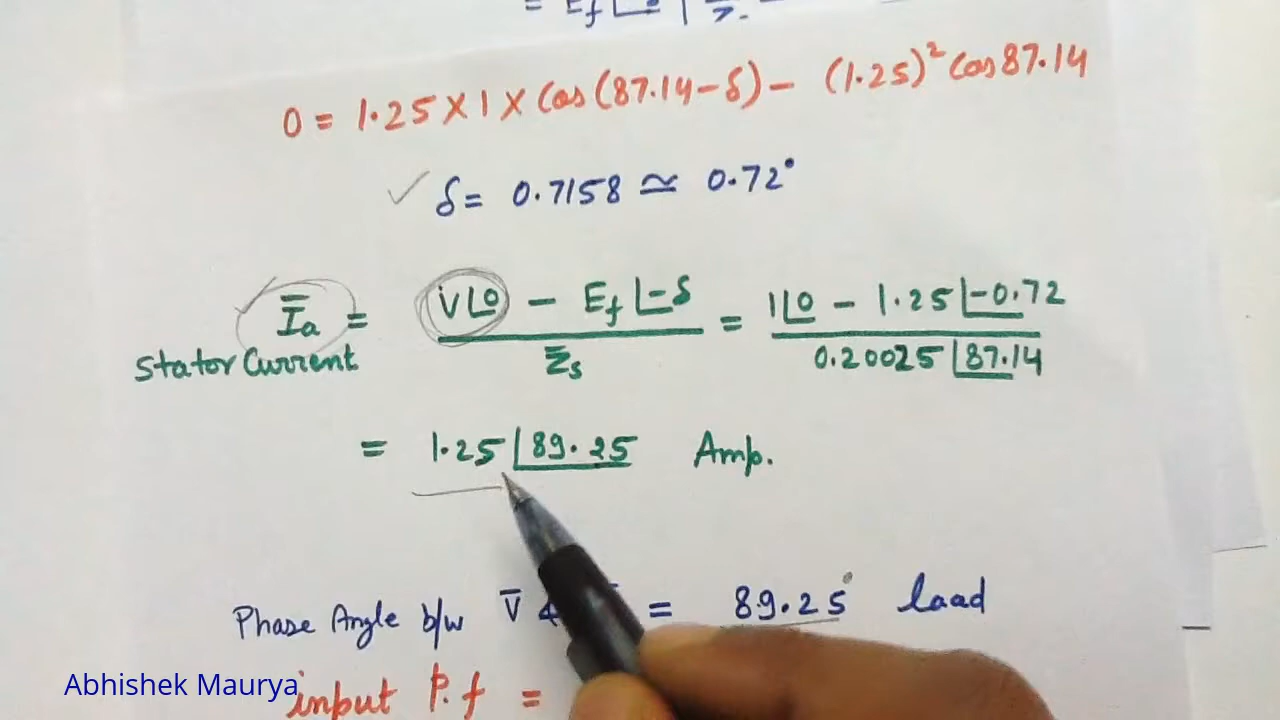 = Ef∠
0 = 1.25 × 1 × Cos (87.14 − δ) − (1.25)² Cos 87.14
✓ δ = 0.7158 ≅ 0.72°
Īa = V∠0 − Ef∠−δ / Z̄s = 1∠0 − 1.25∠−0.72 / 0.20025∠87.14
Stator Current
= 1.25∠89.25 Amp.
Phase Angle b/w V̄ = 89.25° laad
input P.f =
Abhishek Maurya